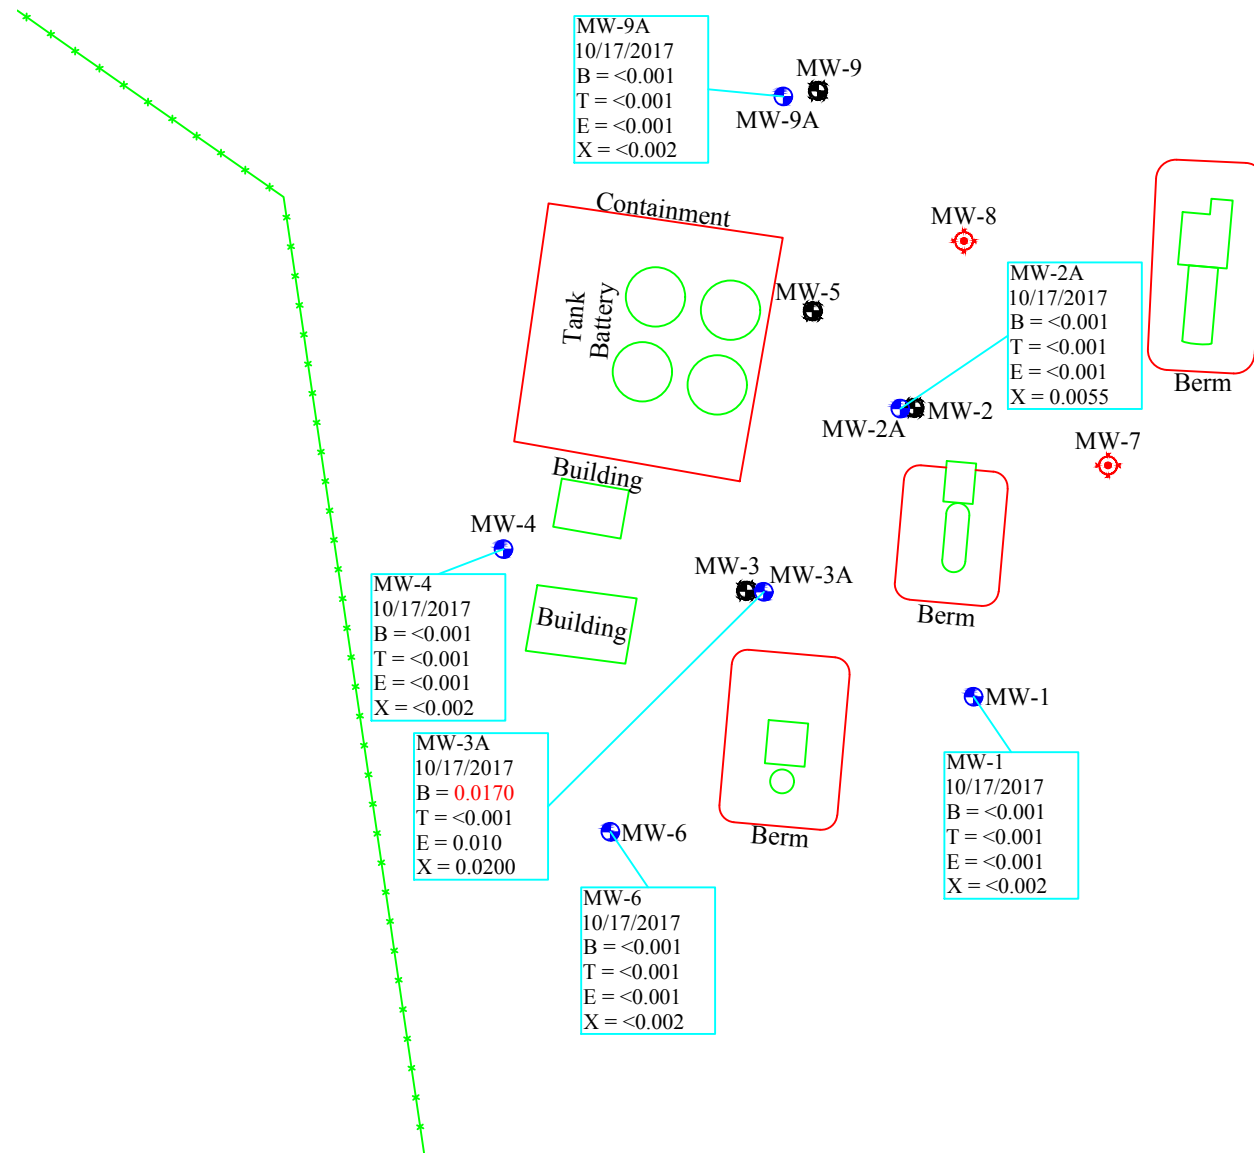 MW-9A
10/17/2017
B = <0.001
T = <0.001
E = <0.001
X = <0.002
MW-9
MW-9A
Containment
MW-8
Tank
Battery
MW-5
MW-2A
10/17/2017
B = <0.001
T = <0.001
E = <0.001
X = 0.0055
Berm
MW-2A
MW-2
MW-7
Building
MW-4
MW-4
10/17/2017
B = <0.001
T = <0.001
E = <0.001
X = <0.002
Building
MW-3
MW-3A
Berm
MW-3A
10/17/2017
B = 0.0170
T = <0.001
E = 0.010
X = 0.0200
MW-1
MW-1
10/17/2017
B = <0.001
T = <0.001
E = <0.001
X = <0.002
Berm
MW-6
MW-6
10/17/2017
B = <0.001
T = <0.001
E = <0.001
X = <0.002